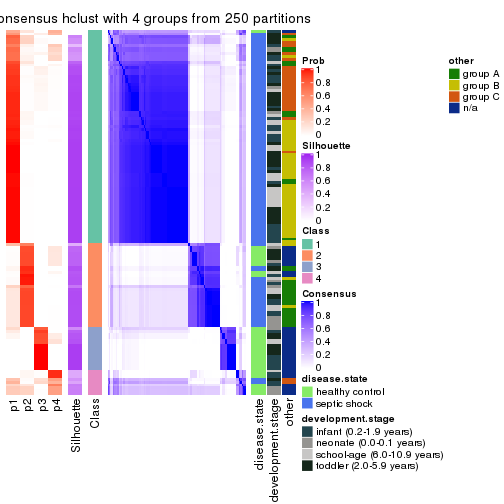 onsensus hclust with 4 groups from 250 partitions
Prob
1
0.8
0.6
0.4
0.2
0
Silhouette
1
0.8
0.6
0.4
0.2
0
Class
1
2
3
4
Consensus
1
0.8
0.6
0.4
0.2
0
disease.state
healthy control
septic shock
development.stage
infant (0.2-1.9 years)
neonate (0.0-0.1 years)
school-age (6.0-10.9 years)
toddler (2.0-5.9 years)
other
group A
group B
group C
n/a
p1
p2
p3
p4
Silhouette
Class
disease.state
development.stage
other